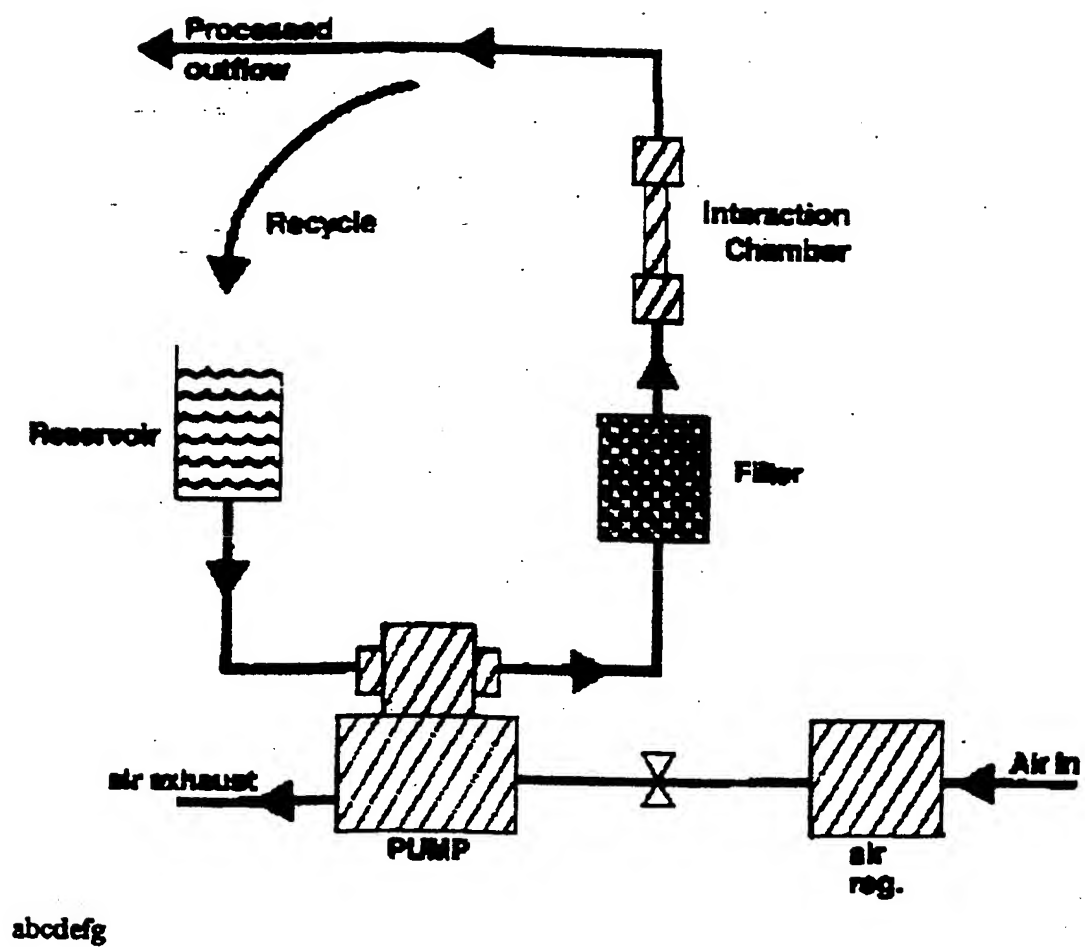 Processed
outflow
Recycle
Interaction
Chamber
Reservoir
Filter
Air in
air exhaust
PUMP
air
reg.
abcdefg